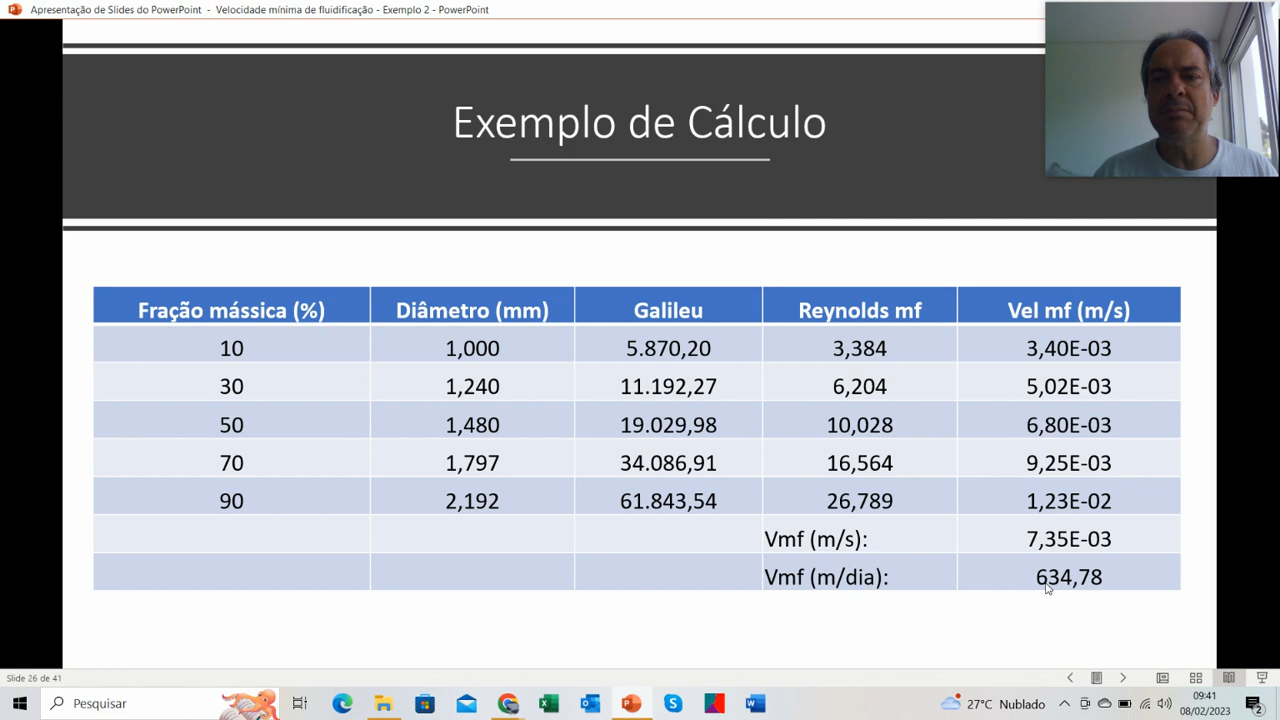 Apresentação de Slides do PowerPoint - Velocidade mínima de fluidificação - Exemplo 2 - PowerPoint
Exemplo de Cálculo
Fração mássica (%) Diâmetro (mm) Galileu Reynolds mf Vel mf (m/s)
10 1,000 5.870,20 3,384 3,40E-03
30 1,240 11.192,27 6,204 5,02E-03
50 1,480 19.029,98 10,028 6,80E-03
70 1,797 34.086,91 16,564 9,25E-03
90 2,192 61.843,54 26,789 1,23E-02
Vmf (m/s): 7,35E-03
Vmf (m/dia): 634,78
Slide 26 de 41
Pesquisar
27°C Nublado
09:41
08/02/2023
2